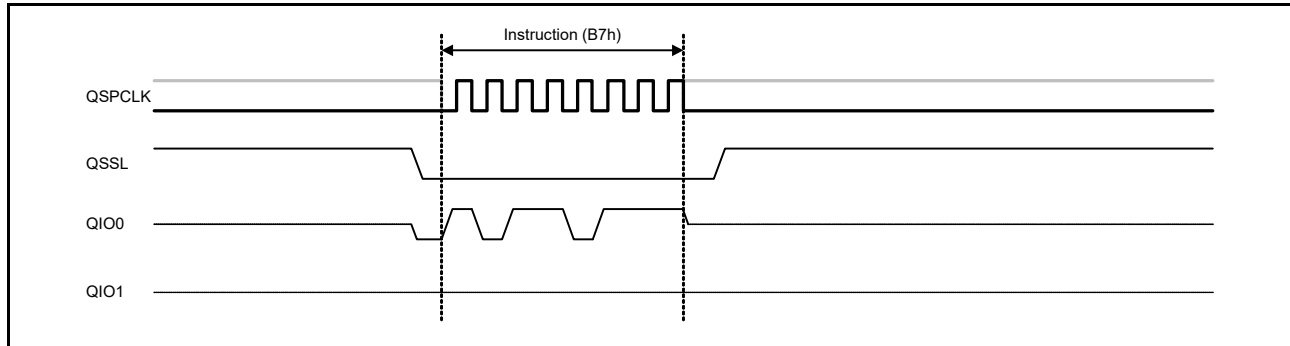 Instruction (B7h)
QSPCLK
QSSL
QIO0
QIO1